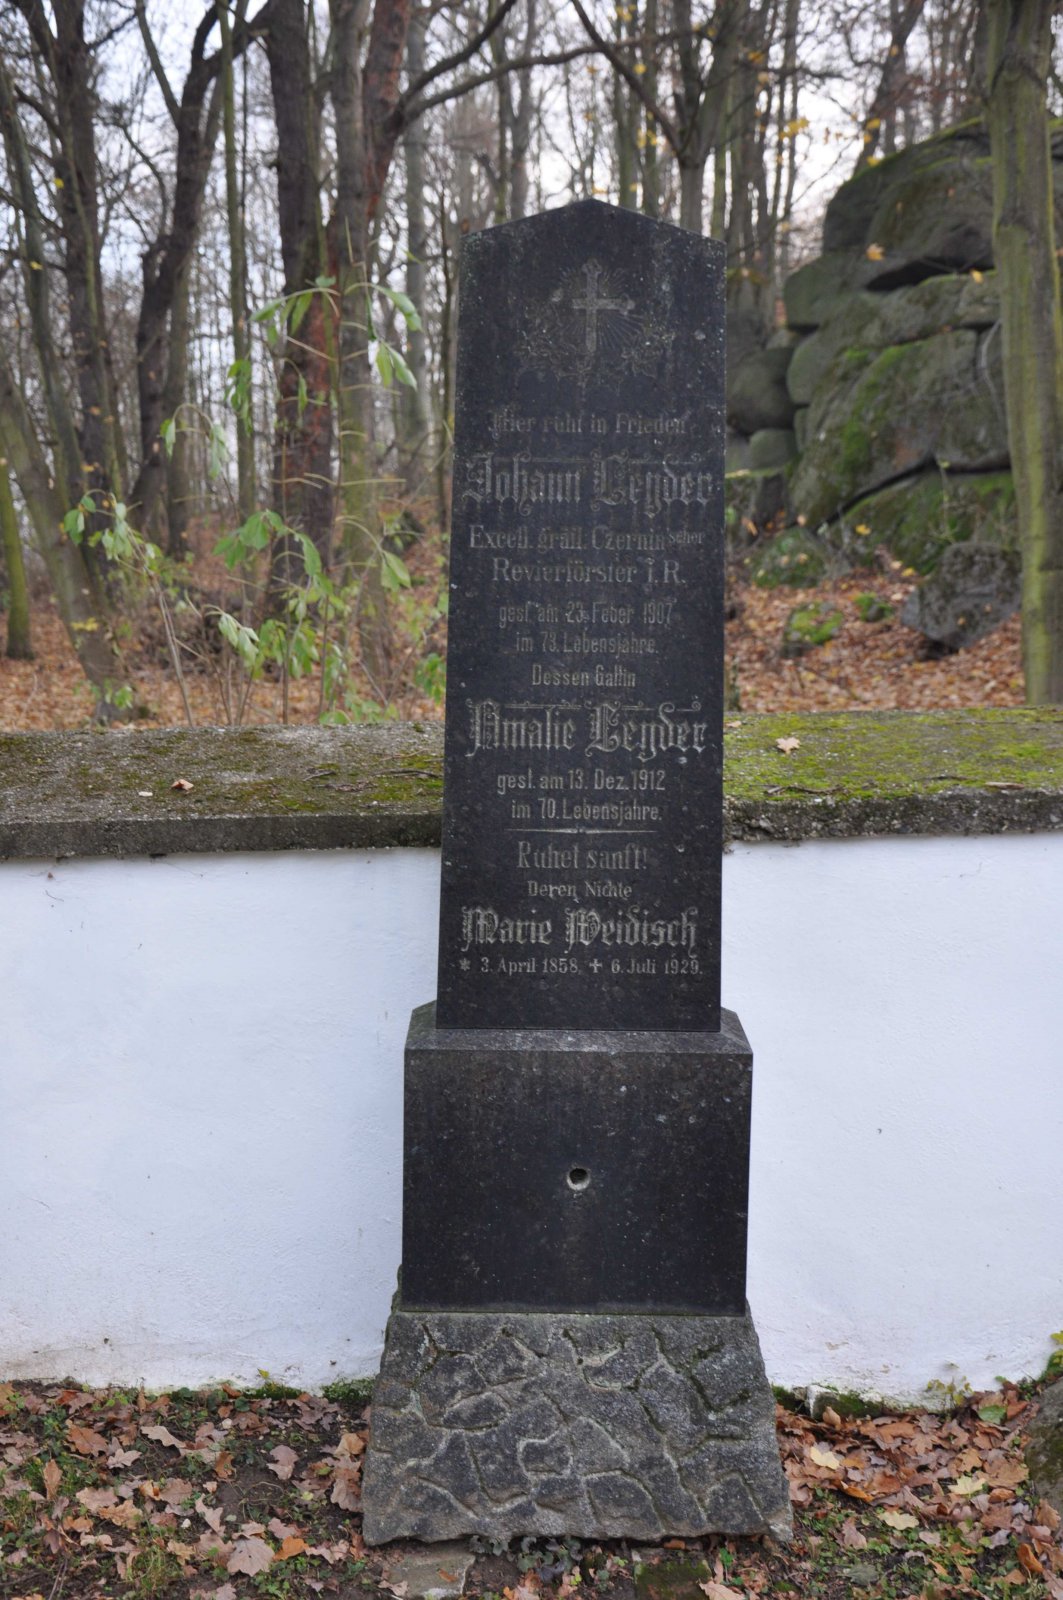 Hier ruht in Frieden
Johann Leyder
Excell. gräfl. Czernin'scher
Revierförster i. R.
gest. am 23. Feber 1907
im 73. Lebensjahre.
Dessen Gattin
Amalie Leyder
gest. am 13. Dez. 1912
im 70. Lebensjahre.
Ruhet sanft!
Deren Nichte
Marie Weidisch
* 3. April 1858. + 6. Juli 1929.